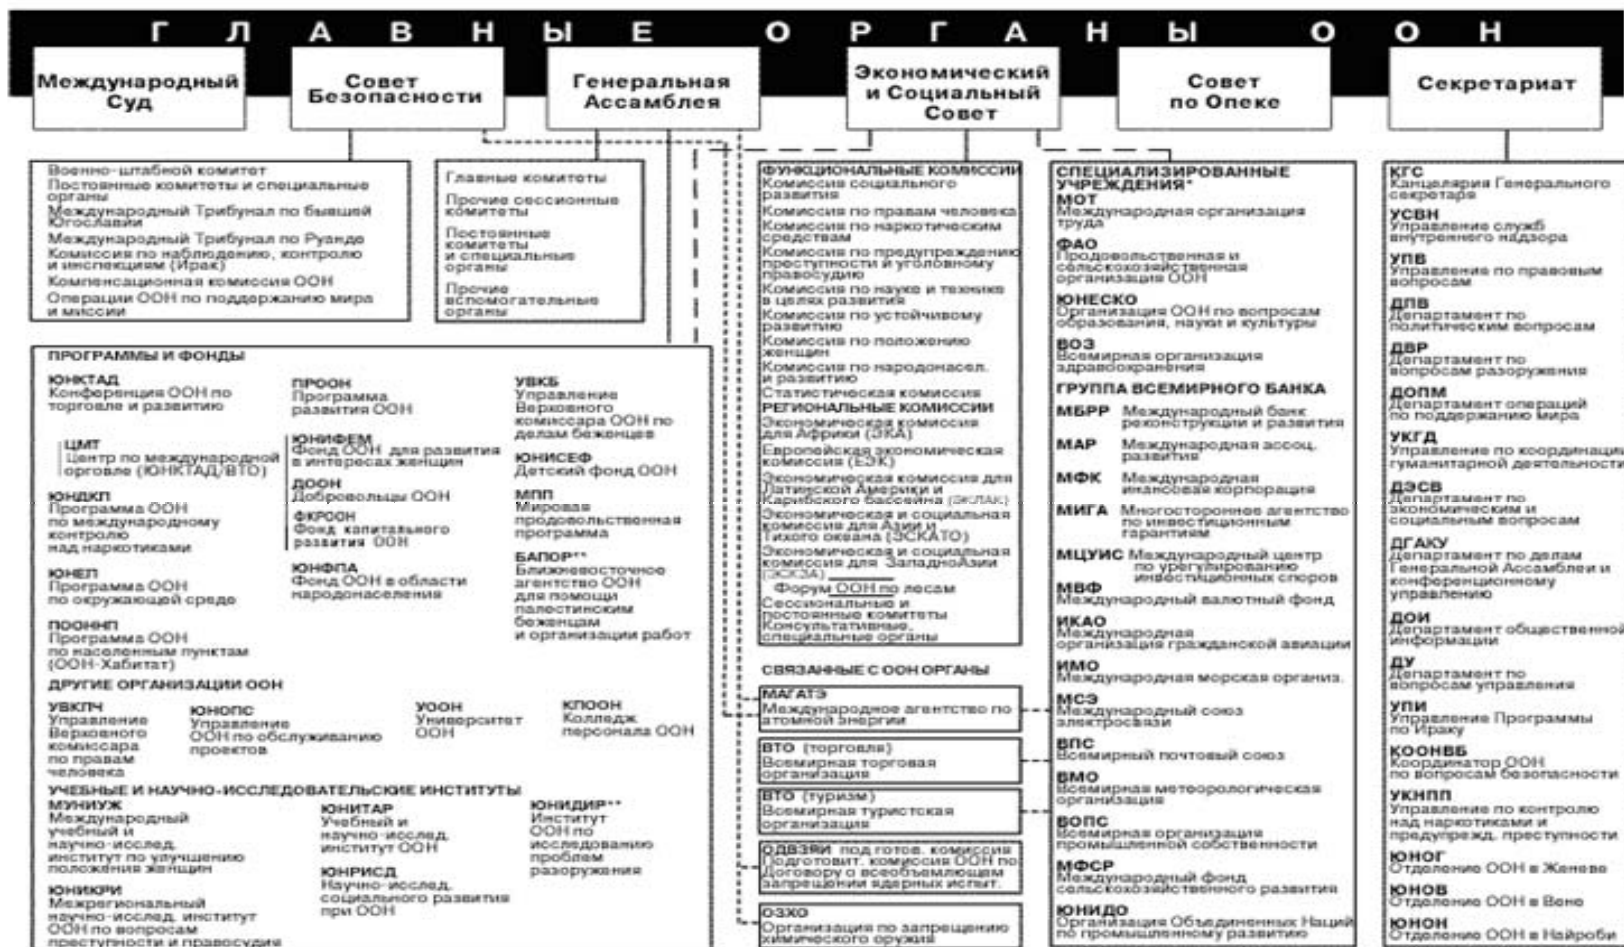 ГЛАВНЫЕ ОРГАНЫ ООН
Международный
Суд
Совет
Безопасности
Генеральная
Ассамблея
Экономический
и Социальный
Совет
Совет
по Опеке
Секретариат
Военно-штабной комитет
Постоянные комитеты и специальные
органы
Международный Трибунал по бывшей
Югославии
Международный Трибунал по Руанде
Комиссия по наблюдению, контролю
и инспекциям (Ирак)
Компенсационная комиссия ООН
Операции ООН по поддержанию мира
и миссии
Главные комитеты
Прочие сессионные
комитеты
Постоянные
комитеты
и специальные
органы
Прочие
вспомогательные
органы
ПРОГРАММЫ И ФОНДЫ
ЮНКТАД
Конференция ООН по
торговле и развитию
ЦМТ
Центр по международной
орговле (ЮНКТАД/ВТО)
ЮНДКП
Программа ООН
по международному
контролю
над наркотиками
ЮНЕП
Программа ООН
по окружающей среде
ПООННП
Программа ООН
по населенным пунктам
(ООН-Хабитат)
ПРООН
Программа
развития ООН
ЮНИФЕМ
Фонд ООН для развития
в интересах женщин
ДООН
Добровольцы ООН
ФКРООН
Фонд капитального
развития ООН
ЮНФПА
Фонд ООН в области
народонаселения
УВКБ
Управление
Верховного
комиссара ООН по
делам беженцев
ЮНИСЕФ
Детский фонд ООН
МПП
Мировая
продовольственная
программа
БАПОР**
Ближневосточное
агентство ООН
для помощи
палестинским
беженцам
и организации работ
ДРУГИЕ ОРГАНИЗАЦИИ ООН
УВКПЧ
Управление
Верховного
комиссара
по правам
человека
ЮНОПС
Управление
ООН по обслуживанию
проектов
УООН
Университет
ООН
КПООН
Колледж
персонала ООН
УЧЕБНЫЕ И НАУЧНО-ИССЛЕДОВАТЕЛЬСКИЕ ИНСТИТУТЫ
МУНИУЖ
Международный
учебный и
научно-исслед.
институт по улучшению
положения женщин
ЮНИКРИ
Межрегиональный
научно-исслед. институт
ООН по вопросам
преступности и правосудия
ЮНИТАР
Учебный и
научно-исслед.
институт ООН
ЮНРИСД
Научно-исслед.
социального развития
при ООН
ЮНИДИР**
Институт
ООН по
исследованию
проблем
разоружения
ФУНКЦИОНАЛЬНЫЕ КОМИССИИ
Комиссия социального
развития
Комиссия по правам человека
Комиссия по наркотическим
средствам
Комиссия по предупреждению
преступности и уголовному
правосудию
Комиссия по науке и технике
в целях развития
Комиссия по устойчивому
развитию
Комиссия по положению
женщин
Комиссия по народонасел.
и развитию
Статистическая комиссия
РЕГИОНАЛЬНЫЕ КОМИССИИ
Экономическая комиссия
для Африки (ЭКА)
Европейская экономическая
комиссия (ЕЭК)
Экономическая комиссия для
Латинской Америки и
Карибского бассейна (ЭКЛАК)
Экономическая и социальная
комиссия для Азии и
Тихого океана (ЭСКАТО)
Экономическая и социальная
комиссия для ЗападноАзии
(ЭСКЗА)
Форум ООН по лесам
Сессиональные и
постоянные комитеты
Консультативные,
специальные органы
СВЯЗАННЫЕ С ООН ОРГАНЫ
МАГАТЭ
Международное агентство по
атомной энергии
ВТО (торговля)
Всемирная торговая
организация
ВТО (туризм)
Всемирная туристская
организация
ОДВЗЯИ под готов. комиссия
Подготовит. комиссия ООН по
Договору о всеобъемлющем
запрещении ядерных испыт.
ОЗХО
Организация по запрещению
химического оружия
СПЕЦИАЛИЗИРОВАННЫЕ
УЧРЕЖДЕНИЯ*
МОТ
Международная организация
труда
ФАО
Продовольственная и
сельскохозяйственная
организация ООН
ЮНЕСКО
Организация ООН по вопросам
образования, науки и культуры
ВОЗ
Всемирная организация
здравоохранения
ГРУППА ВСЕМИРНОГО БАНКА
МБРР Международный банк
реконструкции и развития
МАР Международная ассоц.
развития
МФК Международная
инансовая корпорация
МИГА Многостороннее агентство
по инвестиционным
гарантиям
МЦУИС Международный центр
по урегулированию
инвестиционных споров
МВФ
Международный валютный фонд
ИКАО
Международная
организация гражданской авиации
ИМО
Международная морская организ.
МСЭ
Международный союз
электросвязи
ВПС
Всемирный почтовый союз
ВМО
Всемирная метеорологическая
организация
ВОПС
Всемирная организация
промышленной собственности
МФСР
Международный фонд
сельскохозяйственного развития
ЮНИДО
Организация Объединенных Наций
по промышленному развитию
КГС
Канцелярия Генерального
секретаря
УСВН
Управление служб
внутреннего надзора
УПВ
Управление по правовым
вопросам
ДПВ
Департамент по
политическим вопросам
ДВР
Департамент по
вопросам разоружения
ДОПМ
Департамент операций
по поддержанию мира
УКГД
Управление по координации
гуманитарной деятельности
ДЭСВ
Департамент по
экономическим и
социальным вопросам
ДГАКУ
Департамент по делам
Генеральной Ассамблеи и
конференционному
управлению
ДОИ
Департамент общественной
информации
ДУ
Департамент по
вопросам управления
УПИ
Управление Программы
по Ираку
КООНВБ
Координатор ООН
по вопросам безопасности
УКНПП
Управление по контролю
над наркотиками и
предупрежд. преступности
ЮНОГ
Отделение ООН в Женеве
ЮНОВ
Отделение ООН в Вене
ЮНОН
Отделение ООН в Найроби